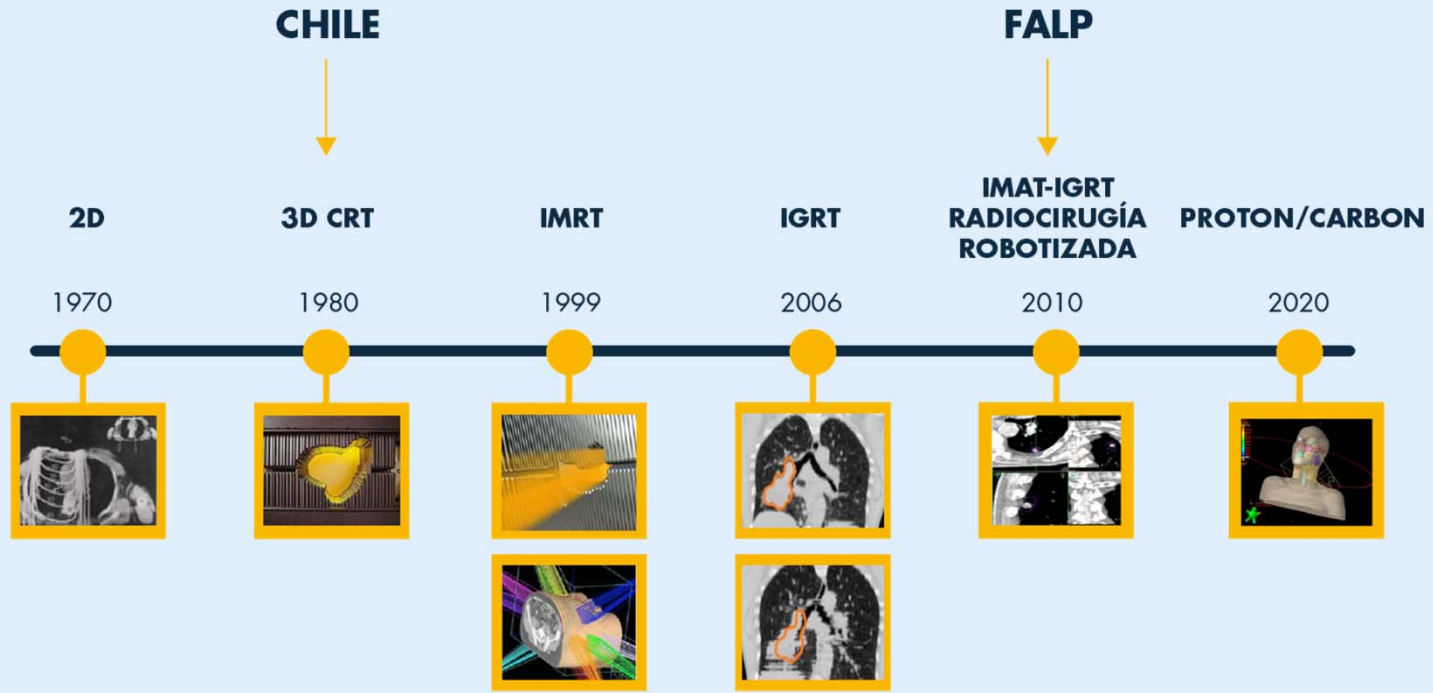 CHILE
FALP
2D
3D CRT
IMRT
IGRT
IMAT-IGRT
RADIOCIRUGÍA
ROBOTIZADA
PROTON/CARBON
1970
1980
1999
2006
2010
2020